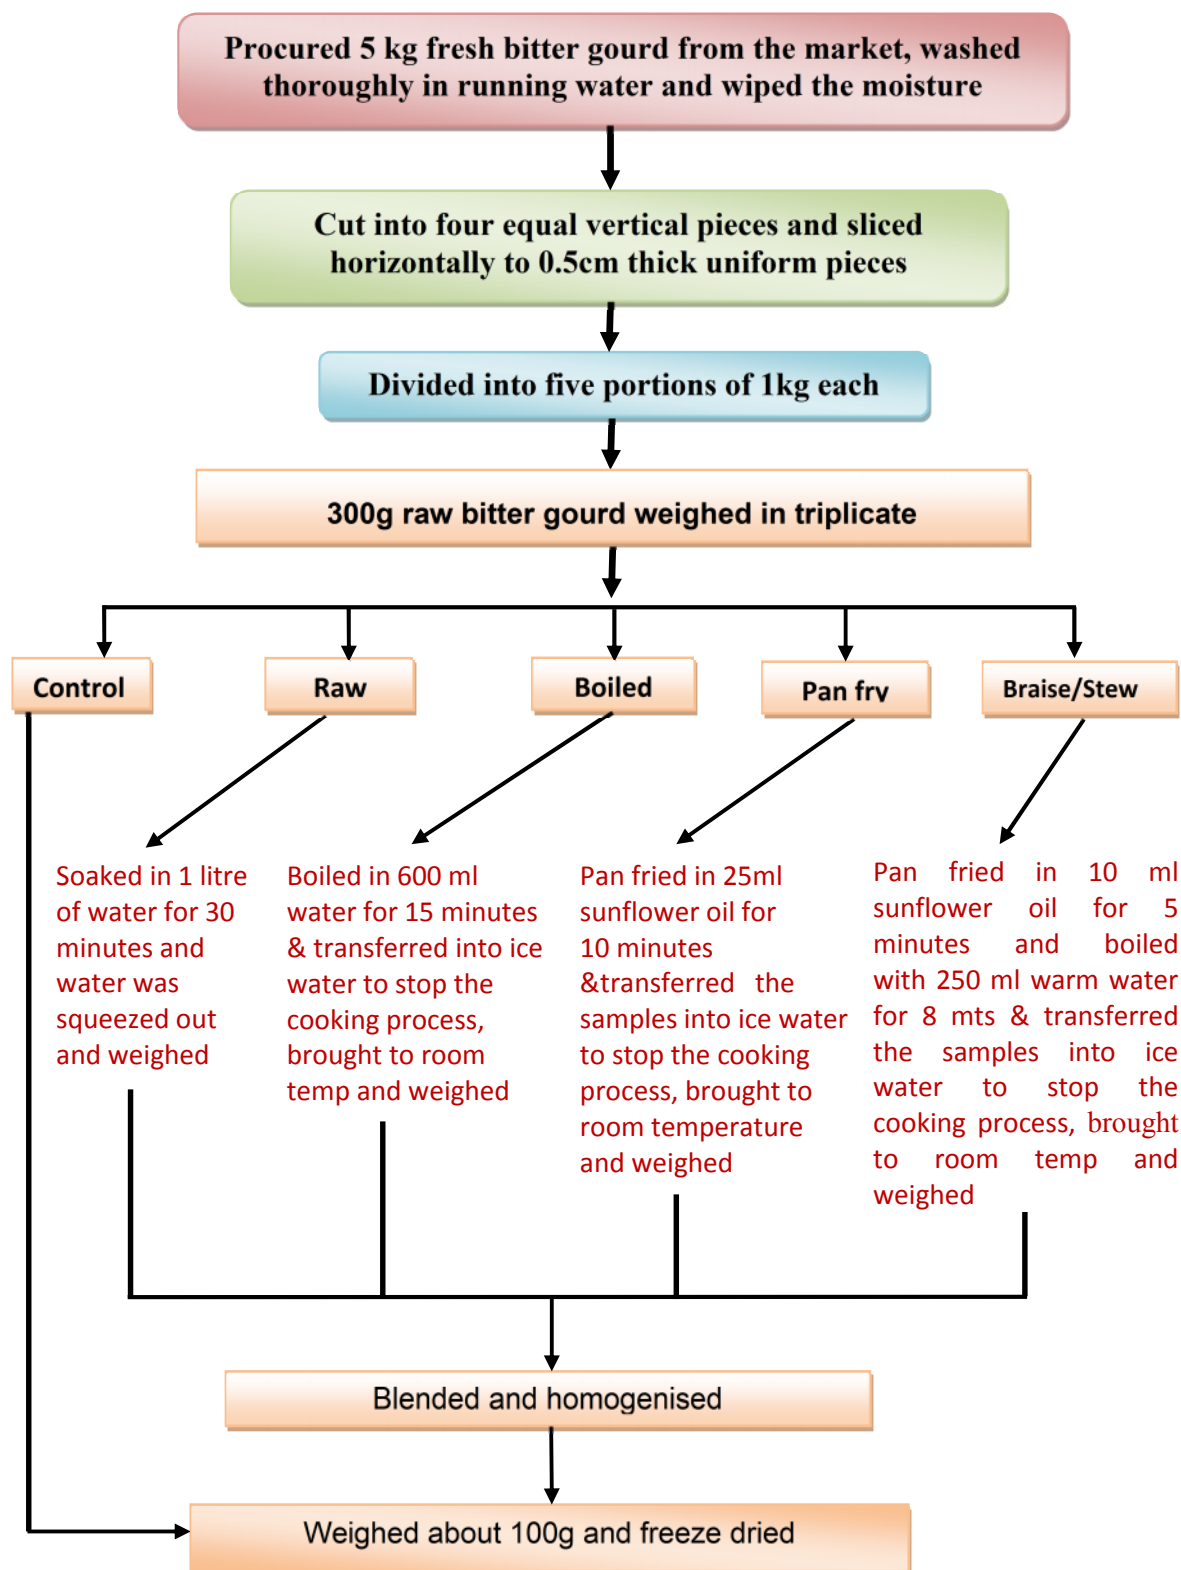 Procured 5 kg fresh bitter gourd from the market, washed
thoroughly in running water and wiped the moisture
Cut into four equal vertical pieces and sliced
horizontally to 0.5cm thick uniform pieces
Divided into five portions of 1kg each
300g raw bitter gourd weighed in triplicate
Control
Raw
Boiled
Pan fry
Braise/Stew
Soaked in 1 litre
of water for 30
minutes and
water was
squeezed out
and weighed
Boiled in 600 ml
water for 15 minutes
& transferred into ice
water to stop the
cooking process,
brought to room
temp and weighed
Pan fried in 25ml
sunflower oil for
10 minutes
&transferred the
samples into ice water
to stop the cooking
process, brought to
room temperature
and weighed
Pan fried in 10 ml
sunflower oil for 5
minutes and boiled
with 250 ml warm water
for 8 mts & transferred
the samples into ice
water to stop the
cooking process, brought
to room temp and
weighed
Blended and homogenised
Weighed about 100g and freeze dried